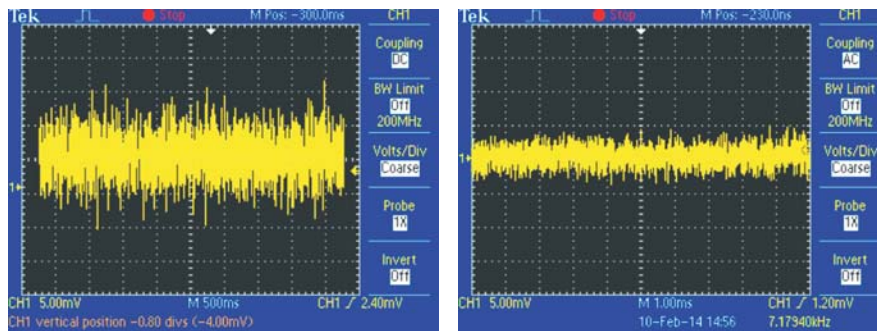 Tek Stop M Pos: -300.0ms CH1
Coupling
DC
BW Limit
Off
200MHz
Volts/Div
Coarse
Probe
1X
Invert
Off
1
CH1 5.00mV M 500ms CH1 2.40mV
CH1 vertical position -0.80 divs (-4.00mV)
Tek Stop M Pos: -230.0ms CH1
Coupling
AC
BW Limit
Off
200MHz
Volts/Div
Coarse
Probe
1X
Invert
Off
1
CH1 5.00mV M 1.00ms CH1 1.20mV
10-Feb-14 14:56 7.17940kHz